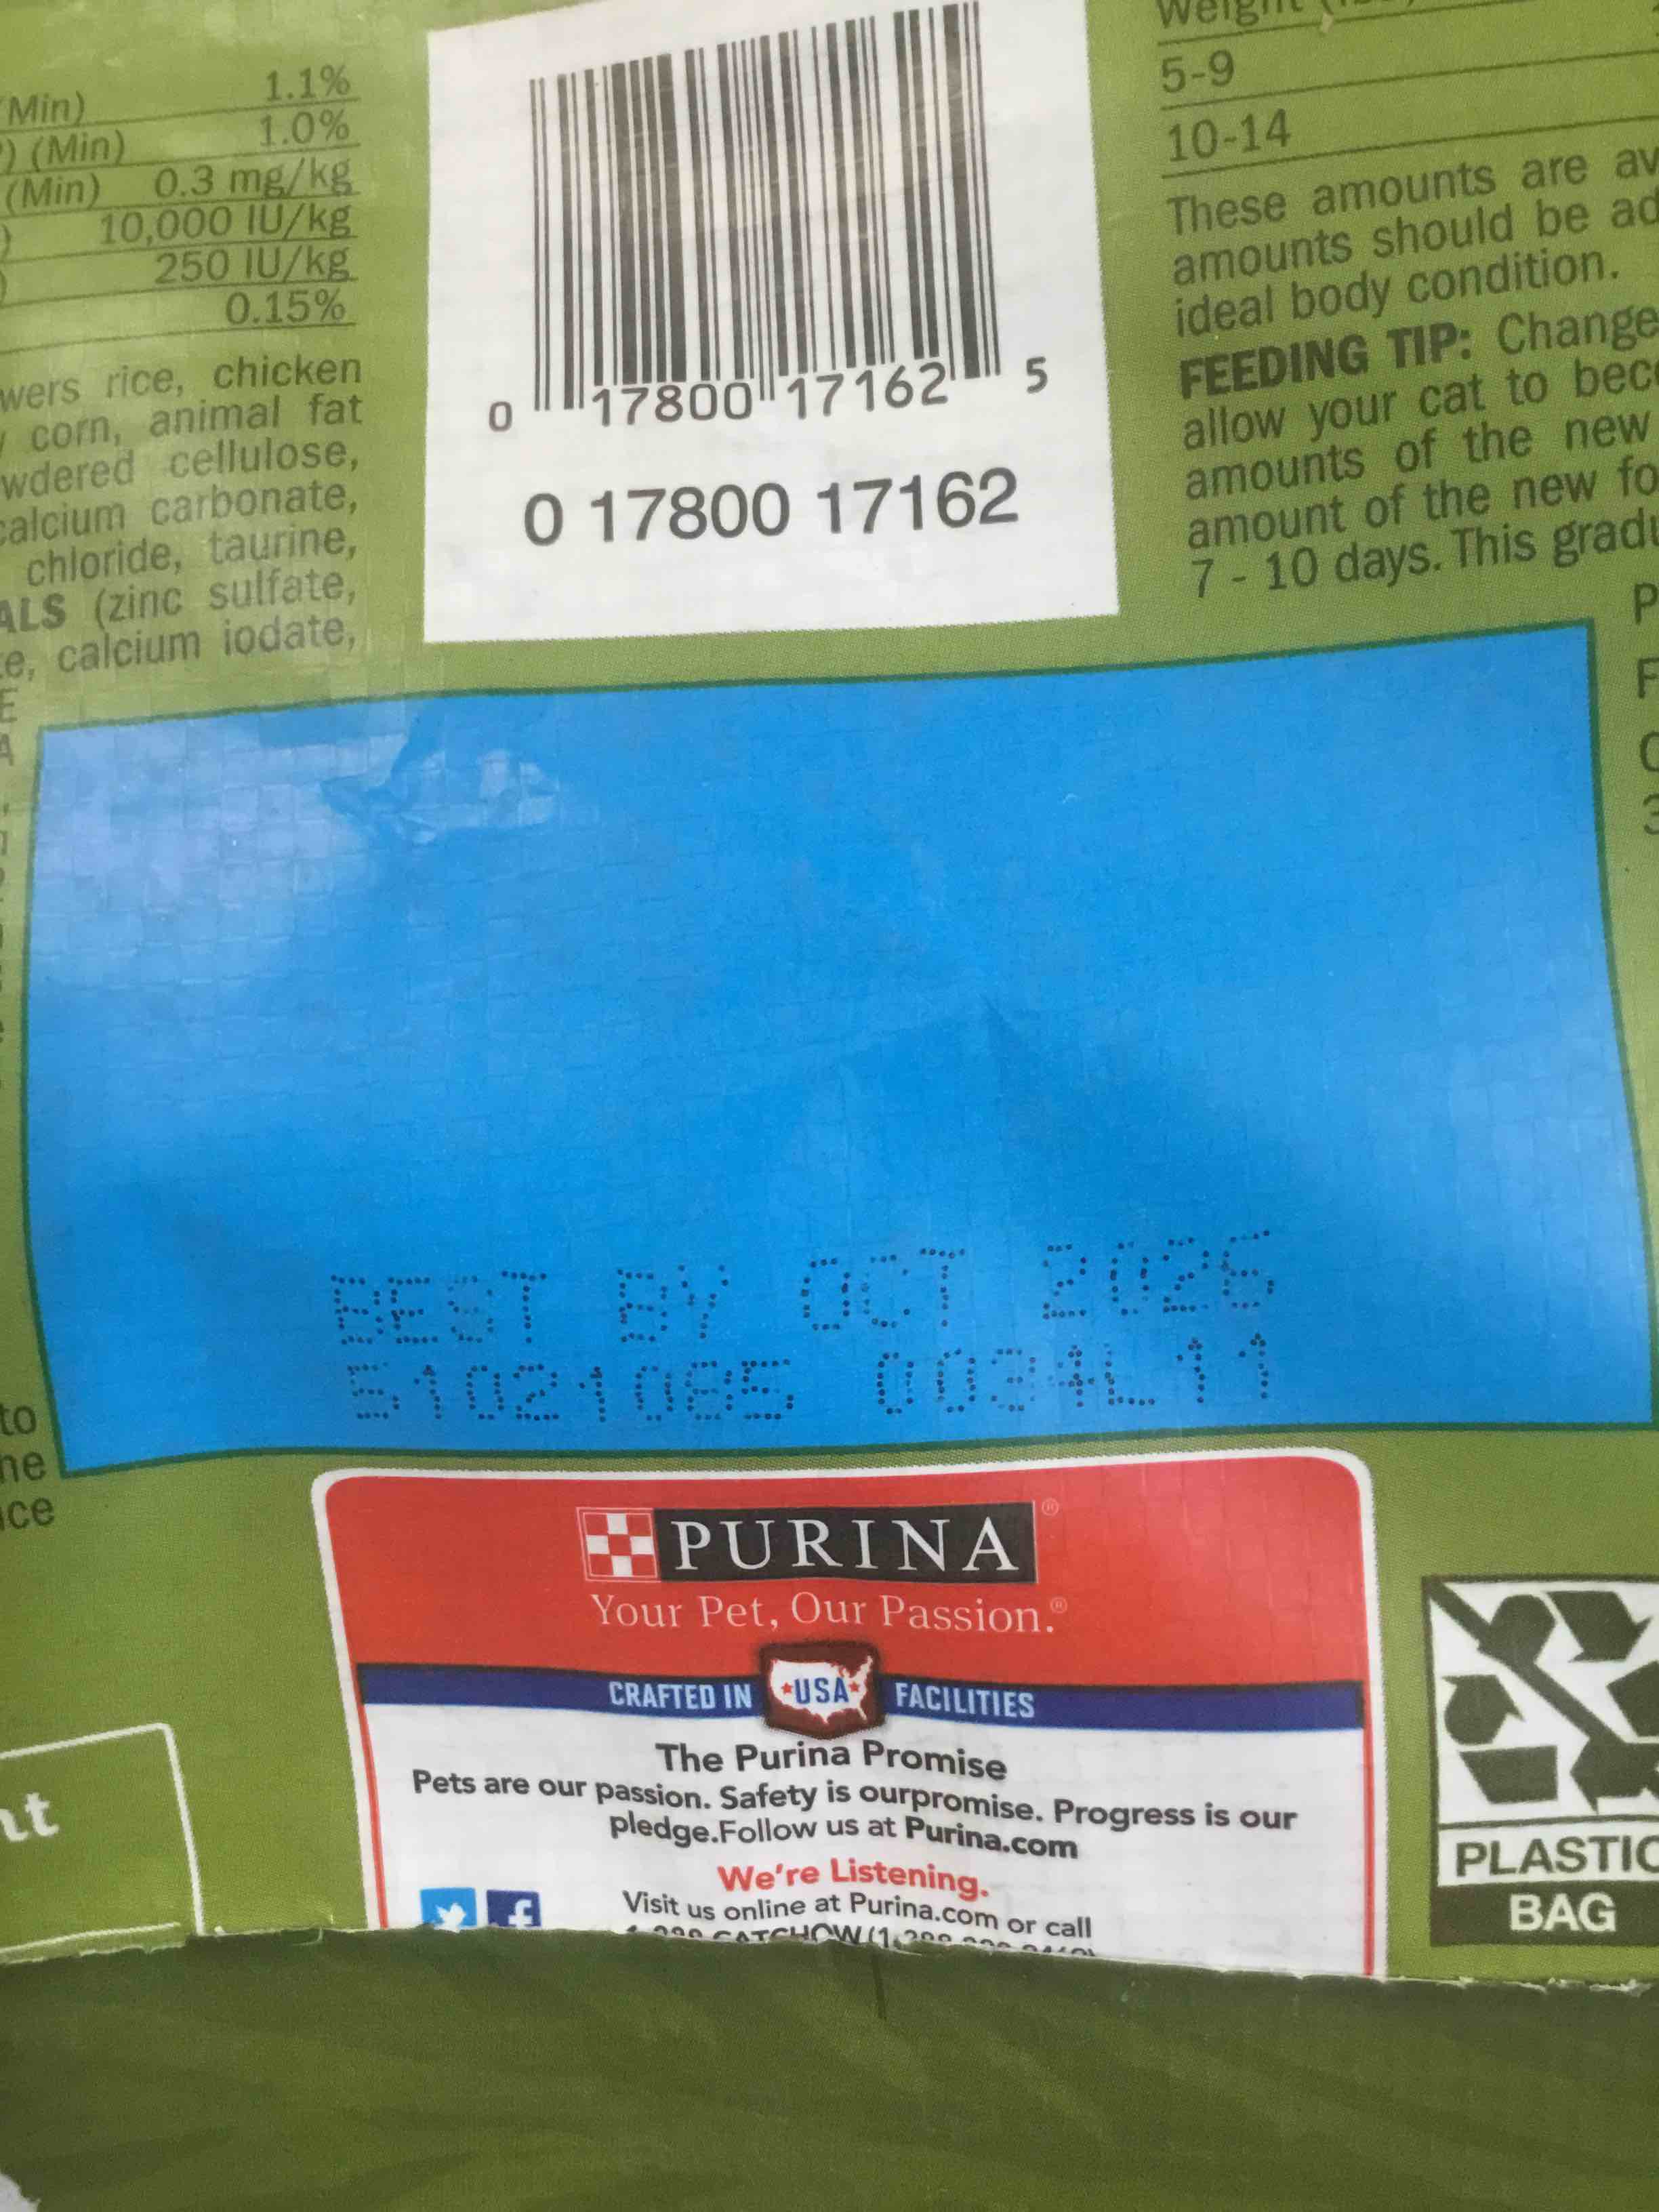 Min) 1.1%
) (Min) 1.0%
(Min) 0.3 mg/kg
) 10,000 IU/kg
) 250 IU/kg
0.15%
wers rice, chicken
corn, animal fat
wdered cellulose,
calcium carbonate,
chloride, taurine,
ALS (zinc sulfate,
e, calcium iodate,
E
A
to
he
ice
nt
0 17800 17162 5
0 17800 17162
Weight
5-9
10-14
These amounts are av
amounts should be ad
ideal body condition.
FEEDING TIP: Change
allow your cat to bec
amounts of the new
amount of the new fo
7 - 10 days. This gradu
P
F
BEST BY OCT 2026
51021085 0034L11
PURINA®
Your Pet, Our Passion.®
CRAFTED IN USA FACILITIES
The Purina Promise
Pets are our passion. Safety is ourpromise. Progress is our
pledge.Follow us at Purina.com
We're Listening.
Visit us online at Purina.com or call
CATCHOW
PLASTIC
BAG